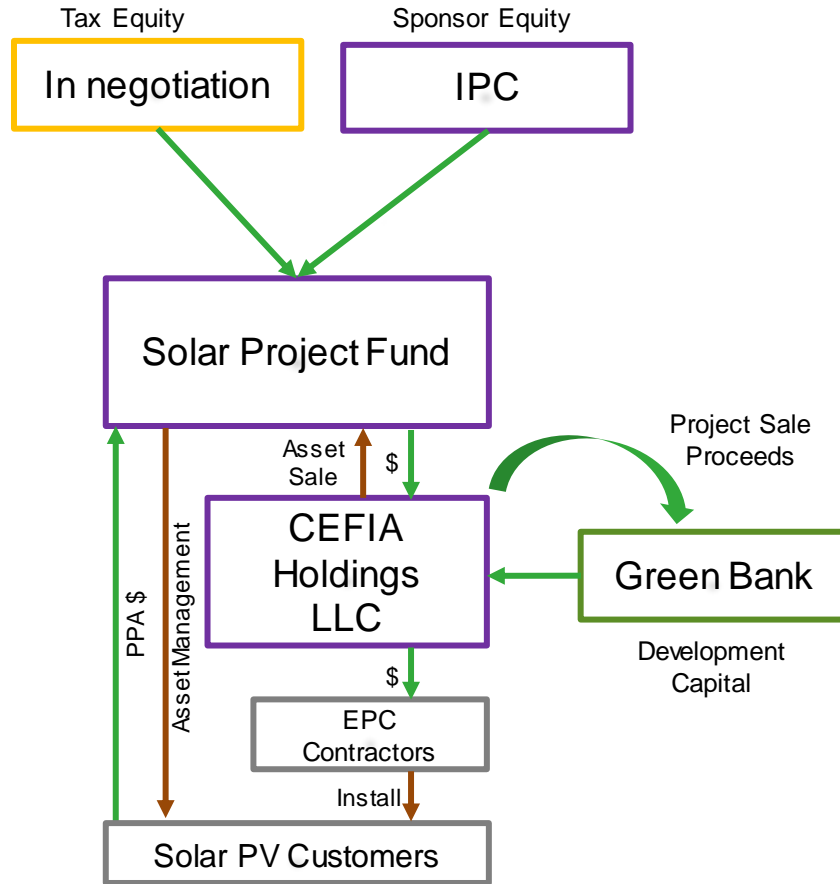 Tax Equity
Sponsor Equity
In negotiation
IPC
Solar Project Fund
Asset
Sale
$
Project Sale
Proceeds
CEFIA
Holdings
LLC
Green Bank
PPA $
Asset Management
Development
Capital
$
EPC
Contractors
Install
Solar PV Customers